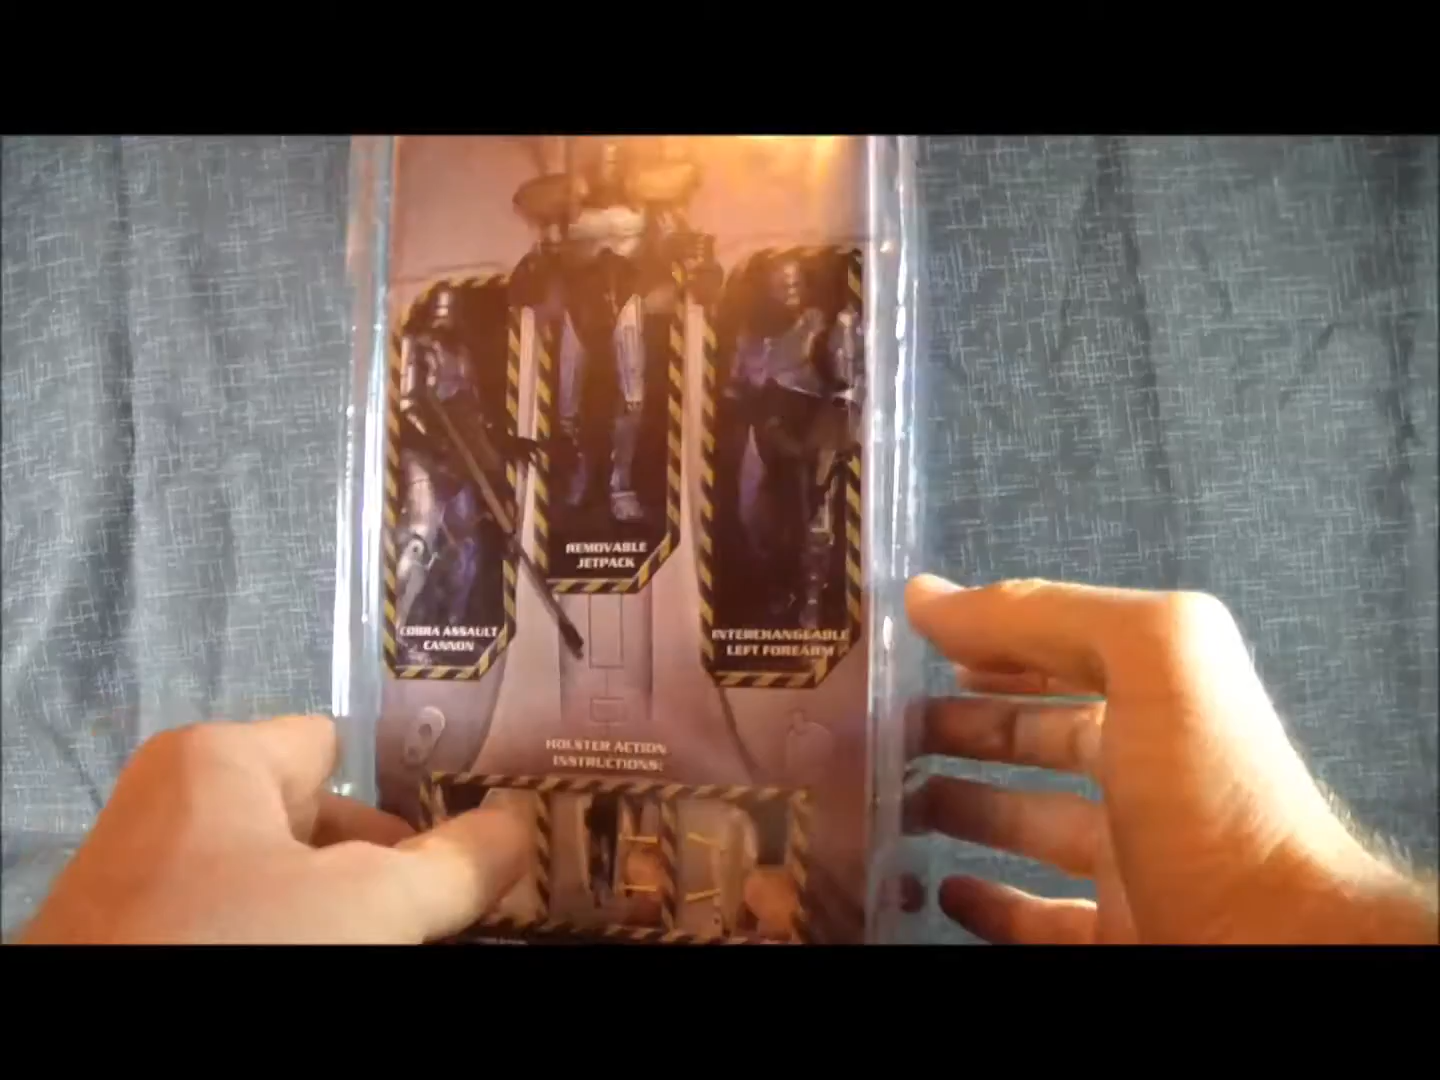 REMOVABLE
JETPACK
COBRA ASSAULT
CANNON
INTERCHANGEABLE
LEFT FOREARM
HOLSTER ACTION
INSTRUCTIONS: